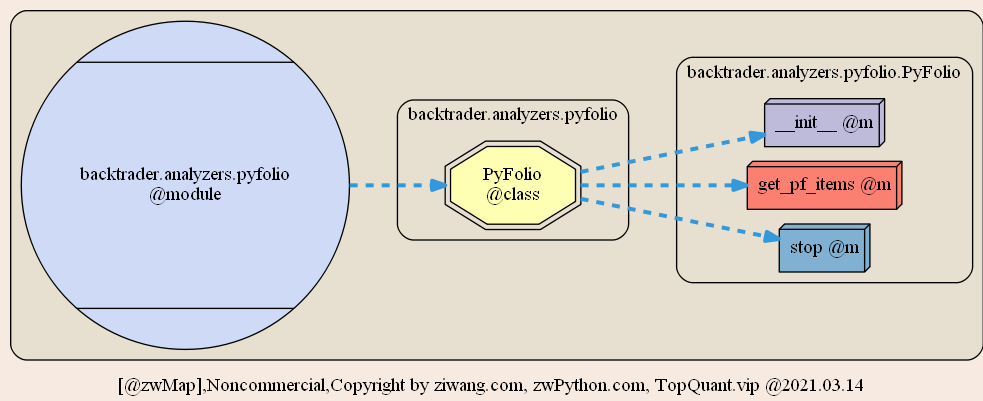 backtrader.analyzers.pyfolio
@module
backtrader.analyzers.pyfolio
PyFolio
@class
backtrader.analyzers.pyfolio.PyFolio
__init__ @m
get_pf_items @m
stop @m
[@zwMap],Noncommercial,Copyright by ziwang.com, zwPython.com, TopQuant.vip @2021.03.14